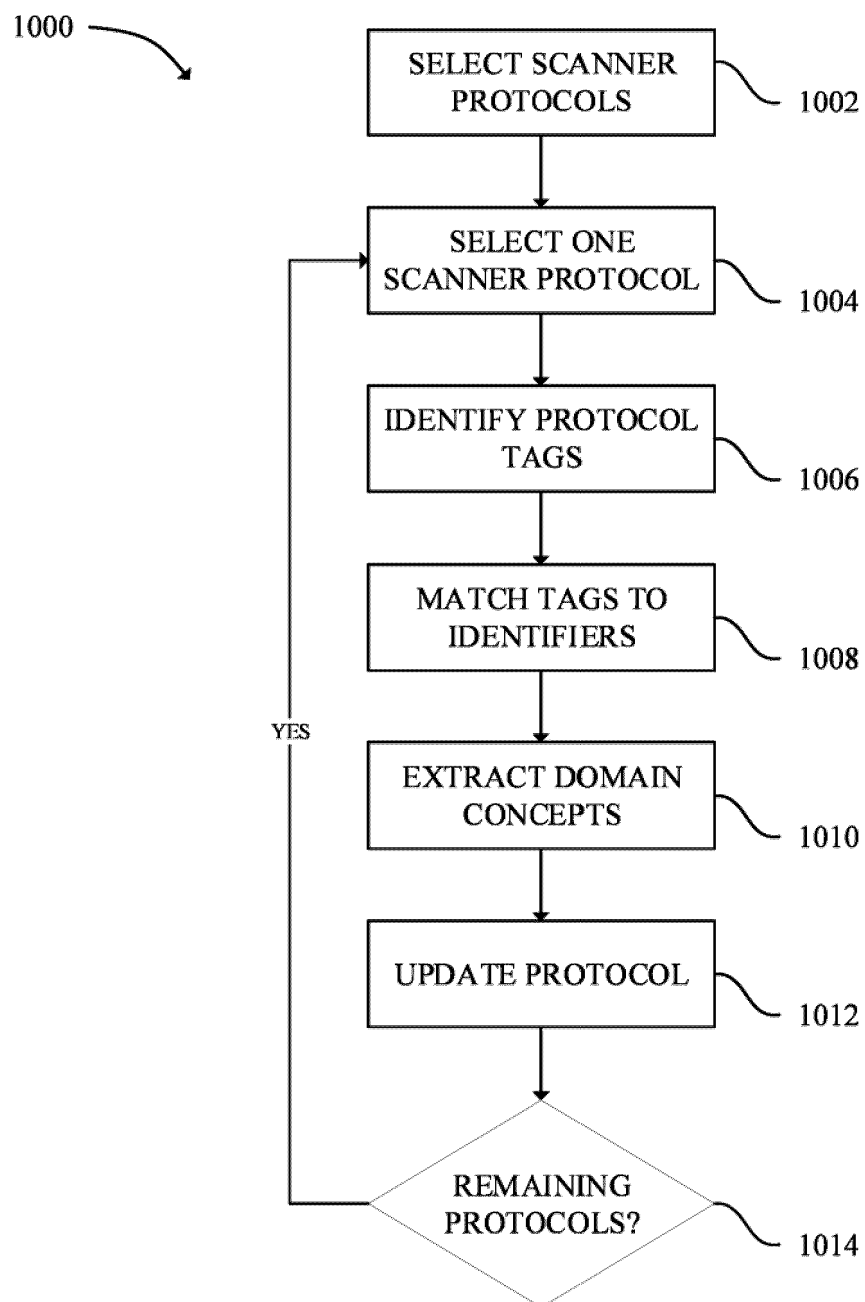 1000
SELECT SCANNER
PROTOCOLS
1002
SELECT ONE
SCANNER PROTOCOL
1004
IDENTIFY PROTOCOL
TAGS
1006
MATCH TAGS TO
IDENTIFIERS
1008
YES
EXTRACT DOMAIN
CONCEPTS
1010
UPDATE PROTOCOL
1012
REMAINING
PROTOCOLS?
1014